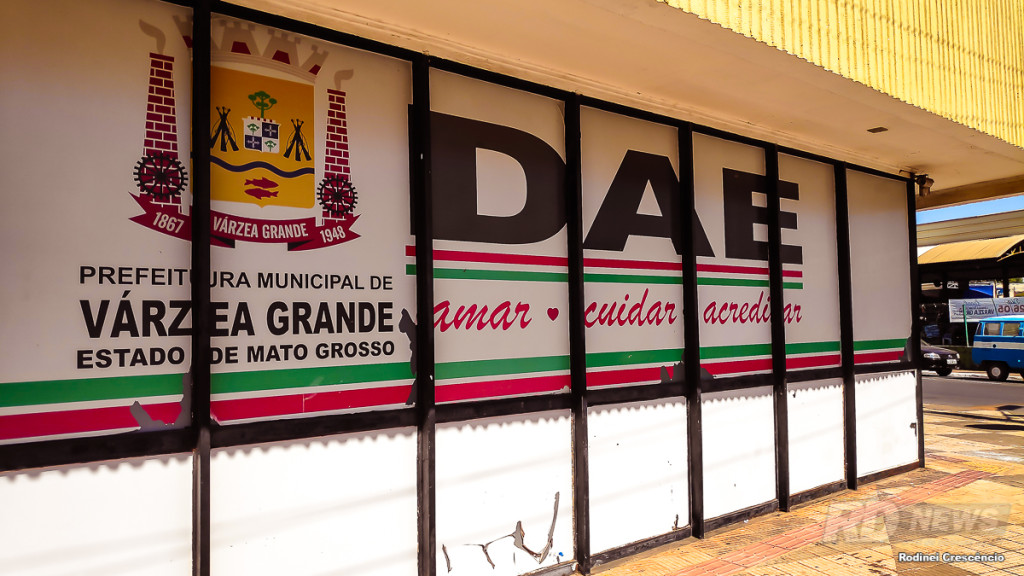 1867 VÁRZEA GRANDE 1948
PREFEITURA MUNICIPAL DE
VÁRZEA GRANDE
ESTADO DE MATO GROSSO
DAE
amar cuidar acreditar
RD NEWS
Rodinei Crescêncio